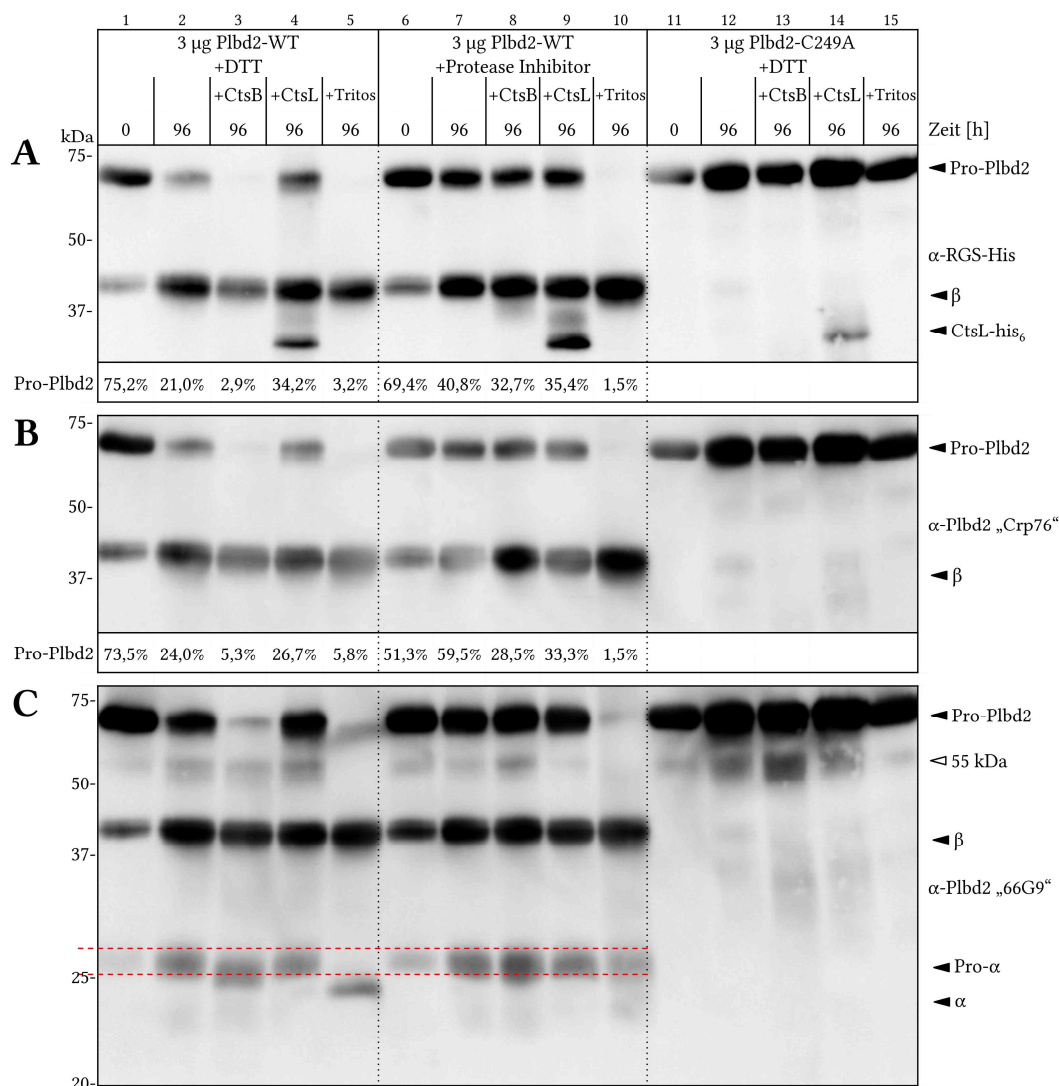 1 2 3 4 5 6 7 8 9 10 11 12 13 14 15
3 µg Plbd2-WT 3 µg Plbd2-WT 3 µg Plbd2-C249A
+DTT +Protease Inhibitor +DTT
+CtsB +CtsL +Tritos +CtsB +CtsL +Tritos +CtsB +CtsL +Tritos
kDa 0 96 96 96 96 0 96 96 96 96 0 96 96 96 96 Zeit [h]
A
75-
Pro-Plbd2
50-
α-RGS-His
β
37-
CtsL-his₆
Pro-Plbd2 75,2% 21,0% 2,9% 34,2% 3,2% 69,4% 40,8% 32,7% 35,4% 1,5%
B
75-
Pro-Plbd2
50-
α-Plbd2 „Crp76“
37-
β
Pro-Plbd2 73,5% 24,0% 5,3% 26,7% 5,8% 51,3% 59,5% 28,5% 33,3% 1,5%
C
75-
Pro-Plbd2
55 kDa
50-
β
37-
α-Plbd2 „66G9“
Pro-α
25-
α
20-